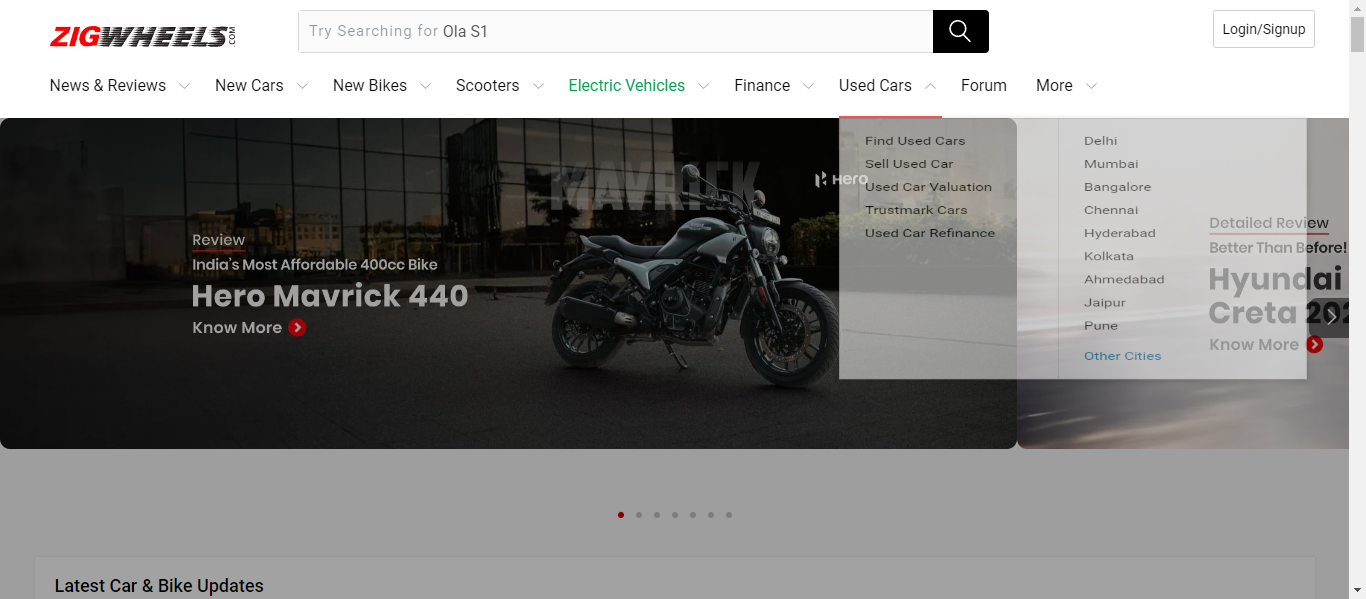 ZIGWHEELS.COM
Try Searching for Ola S1
Login/Signup
News & Reviews
New Cars
New Bikes
Scooters
Electric Vehicles
Finance
Used Cars
Forum
More
Find Used Cars
Sell Used Car
Used Car Valuation
Trustmark Cars
Used Car Refinance
Delhi
Mumbai
Bangalore
Chennai
Hyderabad
Kolkata
Ahmedabad
Jaipur
Pune
Other Cities
MAVRICK
Hero
Review
India's Most Affordable 400cc Bike
Hero Mavrick 440
Know More
Detailed Review
Better Than Before!
Hyundai
Creta 202
Know More
Latest Car & Bike Updates